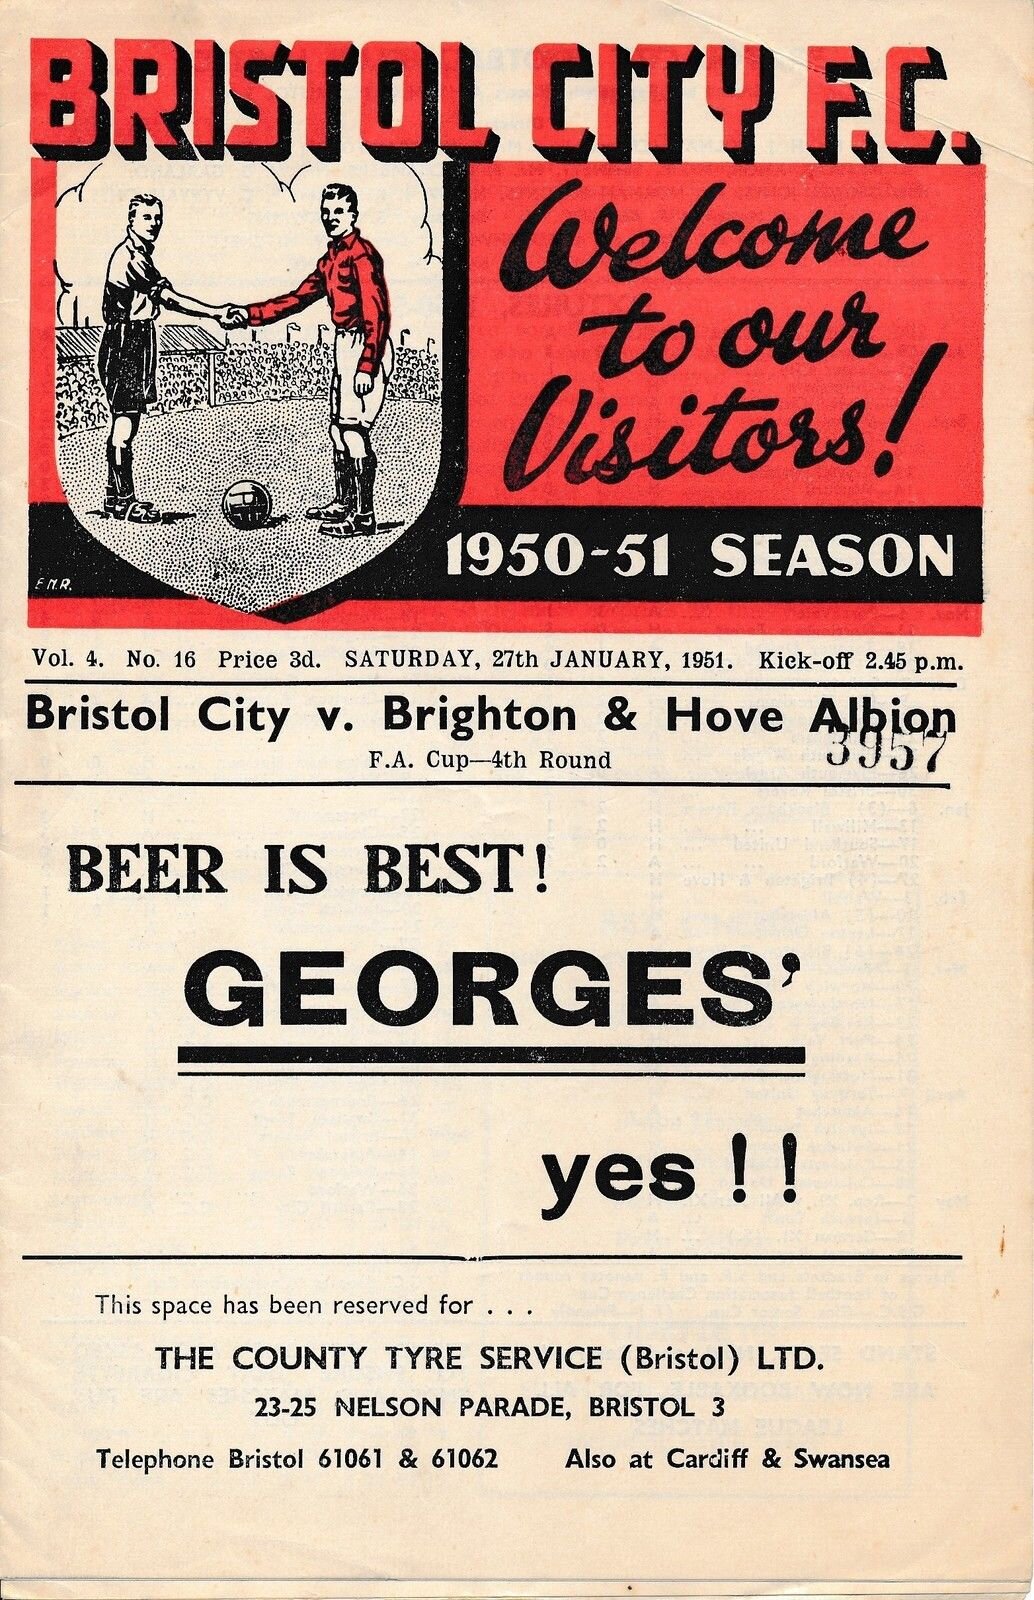 BRISTOL CITY F.C.
Welcome
to our
Visitors!
1950-51 SEASON
E.N.R.
Vol. 4. No. 16 Price 3d. SATURDAY, 27th JANUARY, 1951. Kick-off 2.45 p.m.
Bristol City v. Brighton & Hove Albion
F.A. Cup—4th Round
3957
BEER IS BEST!
GEORGES'
yes!!
This space has been reserved for . . .
THE COUNTY TYRE SERVICE (Bristol) LTD.
23-25 NELSON PARADE, BRISTOL 3
Telephone Bristol 61061 & 61062 Also at Cardiff & Swansea